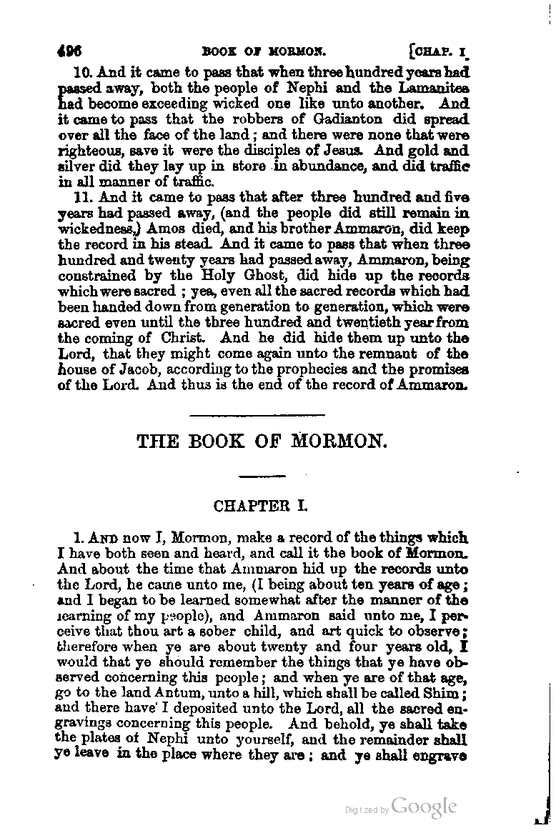 496 BOOK OF MORMON. [CHAP. I.
10. And it came to pass that when three hundred years had
passed away, both the people of Nephi and the Lamanites
had become exceeding wicked one like unto another. And
it came to pass that the robbers of Gadianton did spread
over all the face of the land; and there were none that were
righteous, save it were the disciples of Jesus. And gold and
silver did they lay up in store in abundance, and did traffic
in all manner of traffic.
11. And it came to pass that after three hundred and five
years had passed away, (and the people did still remain in
wickedness,) Amos died, and his brother Ammaron, did keep
the record in his stead. And it came to pass that when three
hundred and twenty years had passed away, Ammaron, being
constrained by the Holy Ghost, did hide up the records
which were sacred; yea, even all the sacred records which had
been handed down from generation to generation, which were
sacred even until the three hundred and twentieth year from
the coming of Christ. And he did hide them up unto the
Lord, that they might come again unto the remnant of the
house of Jacob, according to the prophecies and the promises
of the Lord. And thus is the end of the record of Ammaron.
THE BOOK OF MORMON.
CHAPTER I.
1. AND now I, Mormon, make a record of the things which
I have both seen and heard, and call it the book of Mormon.
And about the time that Ammaron hid up the records unto
the Lord, he came unto me, (I being about ten years of age;
and I began to be learned somewhat after the manner of the
learning of my people), and Ammaron said unto me, I per-
ceive that thou art a sober child, and art quick to observe;
therefore when ye are about twenty and four years old, I
would that ye should remember the things that ye have ob-
served concerning this people; and when ye are of that age,
go to the land Antum, unto a hill, which shall be called Shim;
and there have I deposited unto the Lord, all the sacred en-
gravings concerning this people. And behold, ye shall take
the plates of Nephi unto yourself, and the remainder shall
ye leave in the place where they are; and ye shall engrave
Digitized by Google